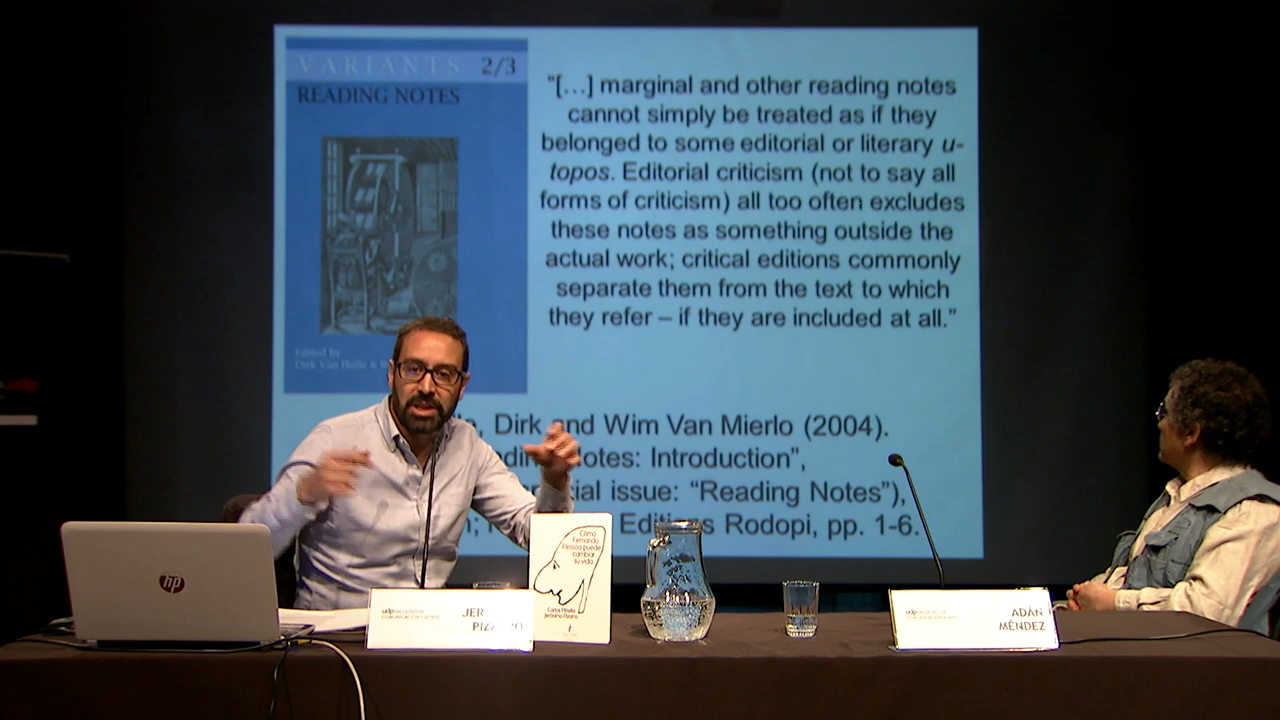 VARIANTS 2/3
READING NOTES
Edited by
Dirk Van Hulle &
"[…] marginal and other reading notes
cannot simply be treated as if they
belonged to some editorial or literary u-
topos. Editorial criticism (not to say all
forms of criticism) all too often excludes
these notes as something outside the
actual work; critical editions commonly
separate them from the text to which
they refer – if they are included at all."
Dirk and Wim Van Mierlo (2004).
otes: Introduction",
ial issue: "Reading Notes"),
Editions Rodopi, pp. 1-6.
hp
Cómo
Fernando
Pessoa puede
cambiar
tu vida
Carlos Pittella
Jerónimo Pizarro
udp
JER
udp
ADÁN
MÉNDEZ